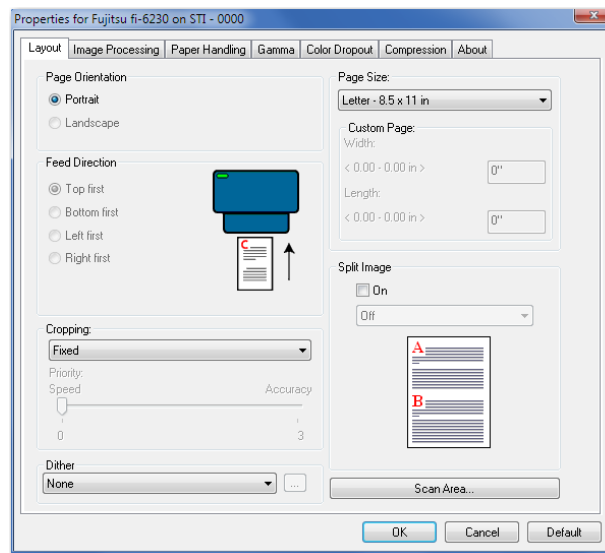 Properties for Fujitsu fi-6230 on STI - 0000
Layout Image Processing Paper Handling Gamma Color Dropout Compression About
Page Orientation
Portrait
Landscape
Feed Direction
Top first
Bottom first
Left first
Right first
C
Cropping:
Fixed
Priority:
Speed Accuracy
0 3
Dither
None ...
Page Size:
Letter - 8.5 x 11 in
Custom Page:
Width:
< 0.00 - 0.00 in > 0"
Length:
< 0.00 - 0.00 in > 0"
Split Image
On
Off
A
B
Scan Area...
OK Cancel Default